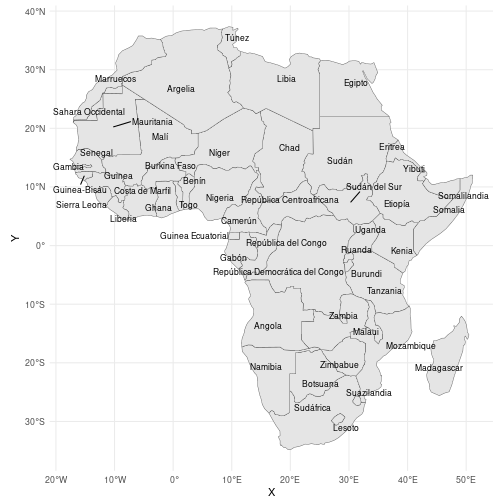 40°N
30°N
20°N
10°N
0°
10°S
20°S
30°S
Y
Túnez
Marruecos
Argelia
Libia
Egipto
Sahara Occidental
Mauritania
Malí
Níger
Chad
Sudán
Eritrea
Yibuti
Senegal
Gambia
Guinea-Bisáu
Guinea
Sierra Leona
Liberia
Costa de Marfil
Burkina Faso
Ghana
Togo
Benín
Nigeria
Camerún
República Centroafricana
Sudán del Sur
Etiopía
Somalilandia
Somalia
Guinea Ecuatorial
Gabón
República del Congo
República Democrática del Congo
Uganda
Ruanda
Kenia
Burundi
Tanzania
Angola
Zambia
Malaui
Mozambique
Madagascar
Namibia
Zimbabue
Botsuana
Suazilandia
Sudáfrica
Lesoto
20°W 10°W 0° 10°E 20°E 30°E 40°E 50°E
X